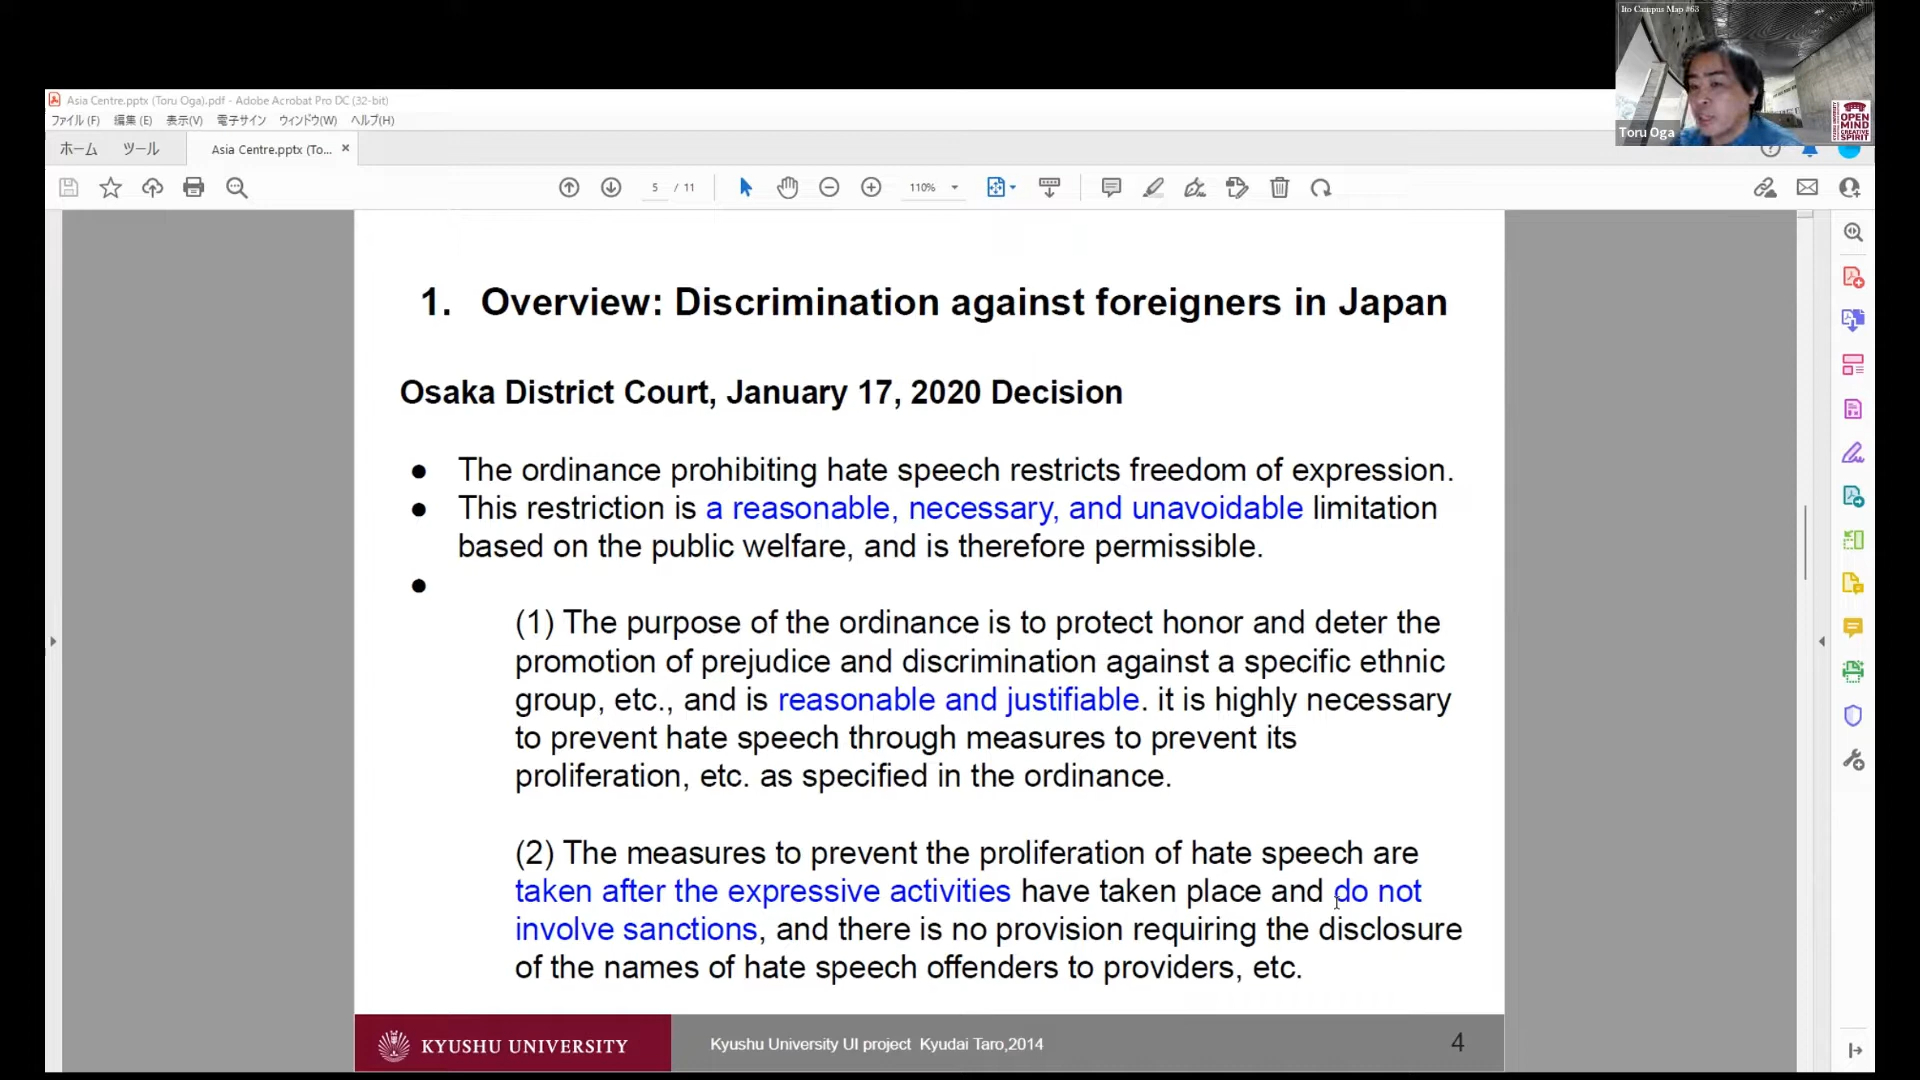 Ito Campus Map #63
Toru Oga
OPEN
MIND
CREATIVE
SPIRIT
Asia Centre.pptx (Toru Oga).pdf - Adobe Acrobat Pro DC (32-bit)
ファイル(F) 編集(E) 表示(V) 電子サイン ウィンドウ(W) ヘルプ(H)
ホーム ツール Asia Centre.pptx (To... ×
5 / 11 110%
1. Overview: Discrimination against foreigners in Japan
Osaka District Court, January 17, 2020 Decision
● The ordinance prohibiting hate speech restricts freedom of expression.
● This restriction is a reasonable, necessary, and unavoidable limitation
based on the public welfare, and is therefore permissible.
●
(1) The purpose of the ordinance is to protect honor and deter the
promotion of prejudice and discrimination against a specific ethnic
group, etc., and is reasonable and justifiable. it is highly necessary
to prevent hate speech through measures to prevent its
proliferation, etc. as specified in the ordinance.
(2) The measures to prevent the proliferation of hate speech are
taken after the expressive activities have taken place and do not
involve sanctions, and there is no provision requiring the disclosure
of the names of hate speech offenders to providers, etc.
KYUSHU UNIVERSITY
Kyushu University UI project Kyudai Taro,2014
4